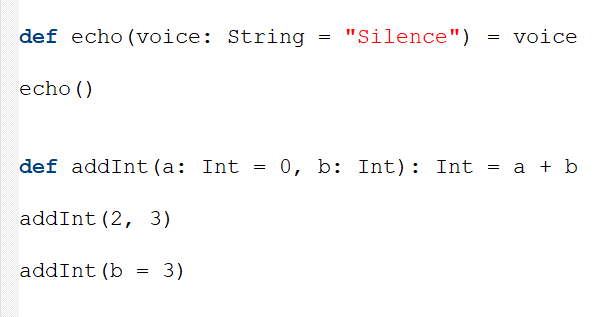 def echo(voice: String = "Silence") = voice
echo()
def addInt(a: Int = 0, b: Int): Int = a + b
addInt(2, 3)
addInt(b = 3)